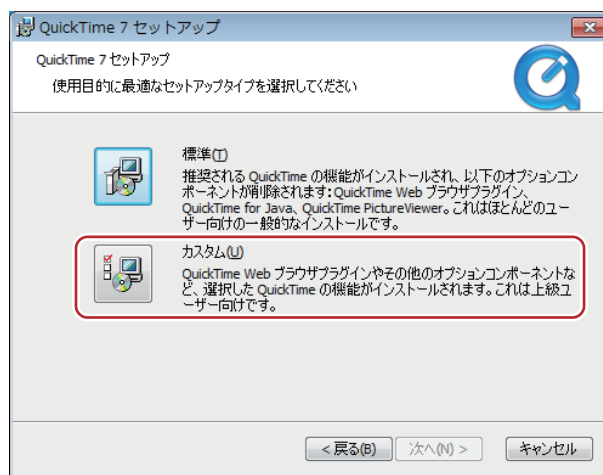 QuickTime 7 セットアップ
QuickTime 7 セットアップ
使用目的に最適なセットアップタイプを選択してください
標準(T)
推奨される QuickTime の機能がインストールされ、以下のオプションコン
ポーネントが削除されます:QuickTime Web ブラウザプラグイン、
QuickTime for Java、QuickTime PictureViewer。これはほとんどのユー
ザー向けの一般的なインストールです。
カスタム(U)
QuickTime Web ブラウザプラグインやその他のオプションコンポーネントな
ど、選択した QuickTime の機能がインストールされます。これは上級ユ
ーザー向けです。
< 戻る(B) 次へ(N) > キャンセル